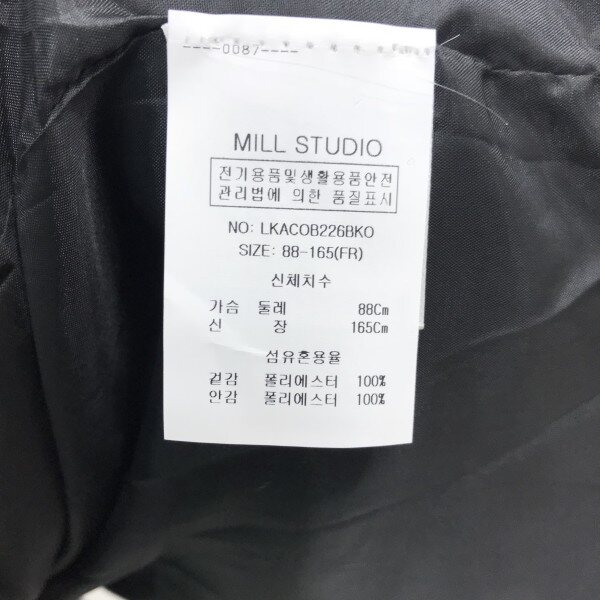 ----0087----
MILL STUDIO
전기용품및생활용품안전
관리법에 의한 품질표시
NO: LKACOB226BKO
SIZE: 88-165(FR)
신체치수
가슴 둘레 88Cm
신 장 165Cm
섬유혼용율
겉감 폴리에스터 100%
안감 폴리에스터 100%